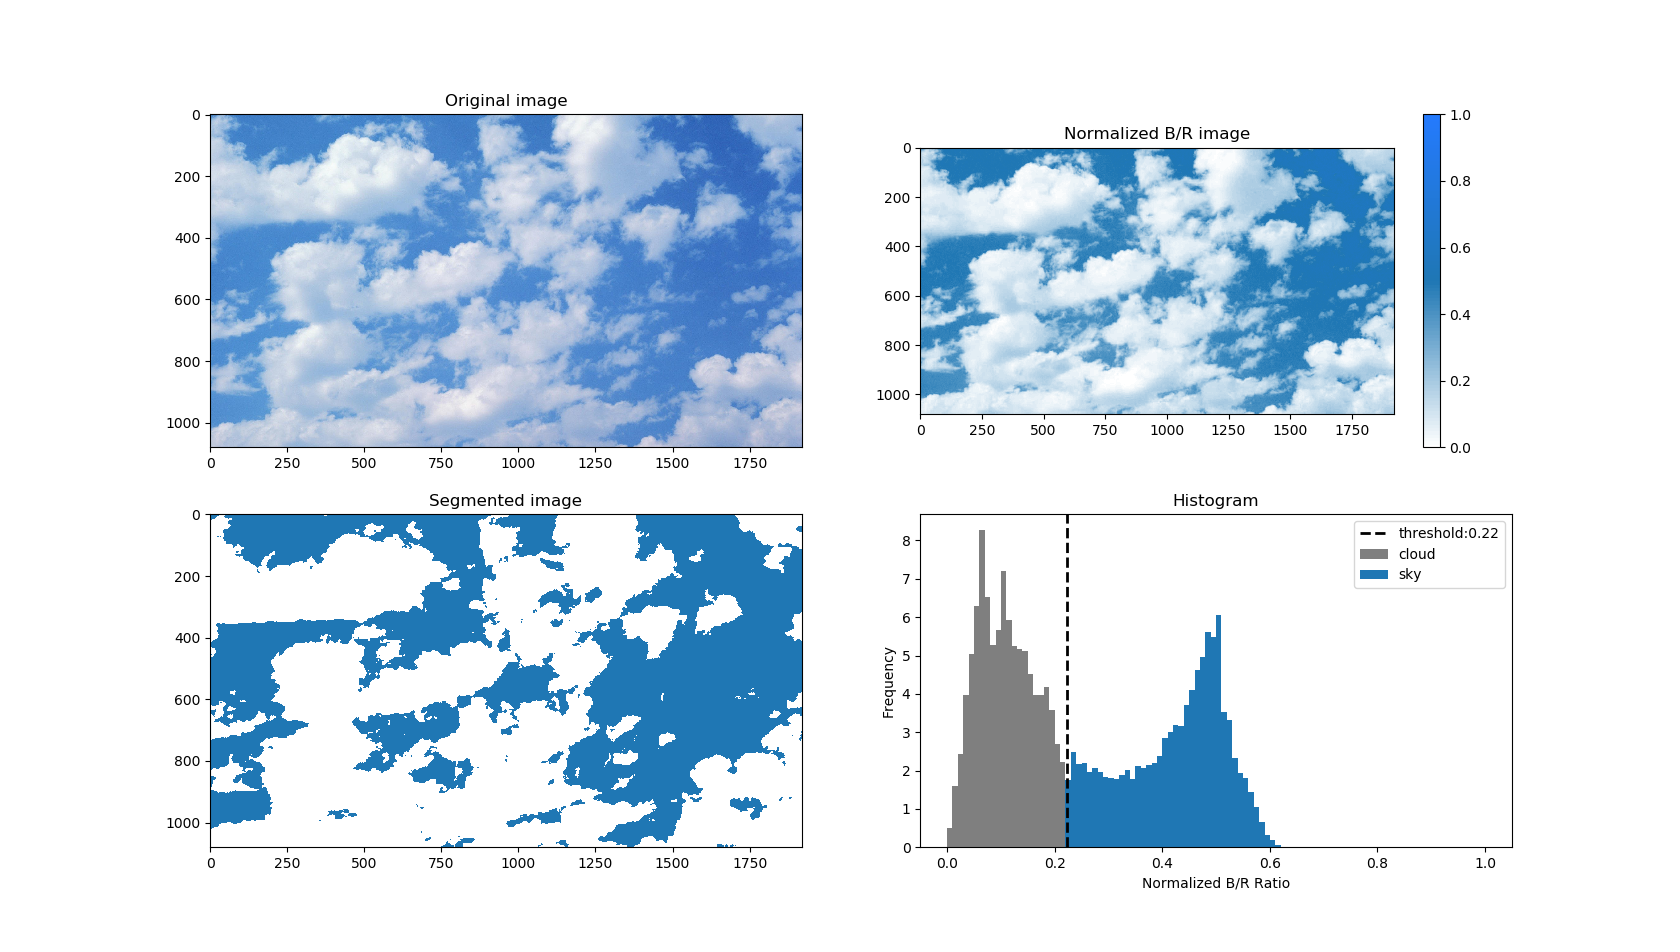 Original image
0
200
400
600
800
1000
0 250 500 750 1000 1250 1500 1750
Normalized B/R image
0
200
400
600
800
1000
0 250 500 750 1000 1250 1500 1750
1.0
0.8
0.6
0.4
0.2
0.0
Segmented image
0
200
400
600
800
1000
0 250 500 750 1000 1250 1500 1750
Histogram
Frequency
8
7
6
5
4
3
2
1
0
threshold:0.22
cloud
sky
0.0 0.2 0.4 0.6 0.8 1.0
Normalized B/R Ratio